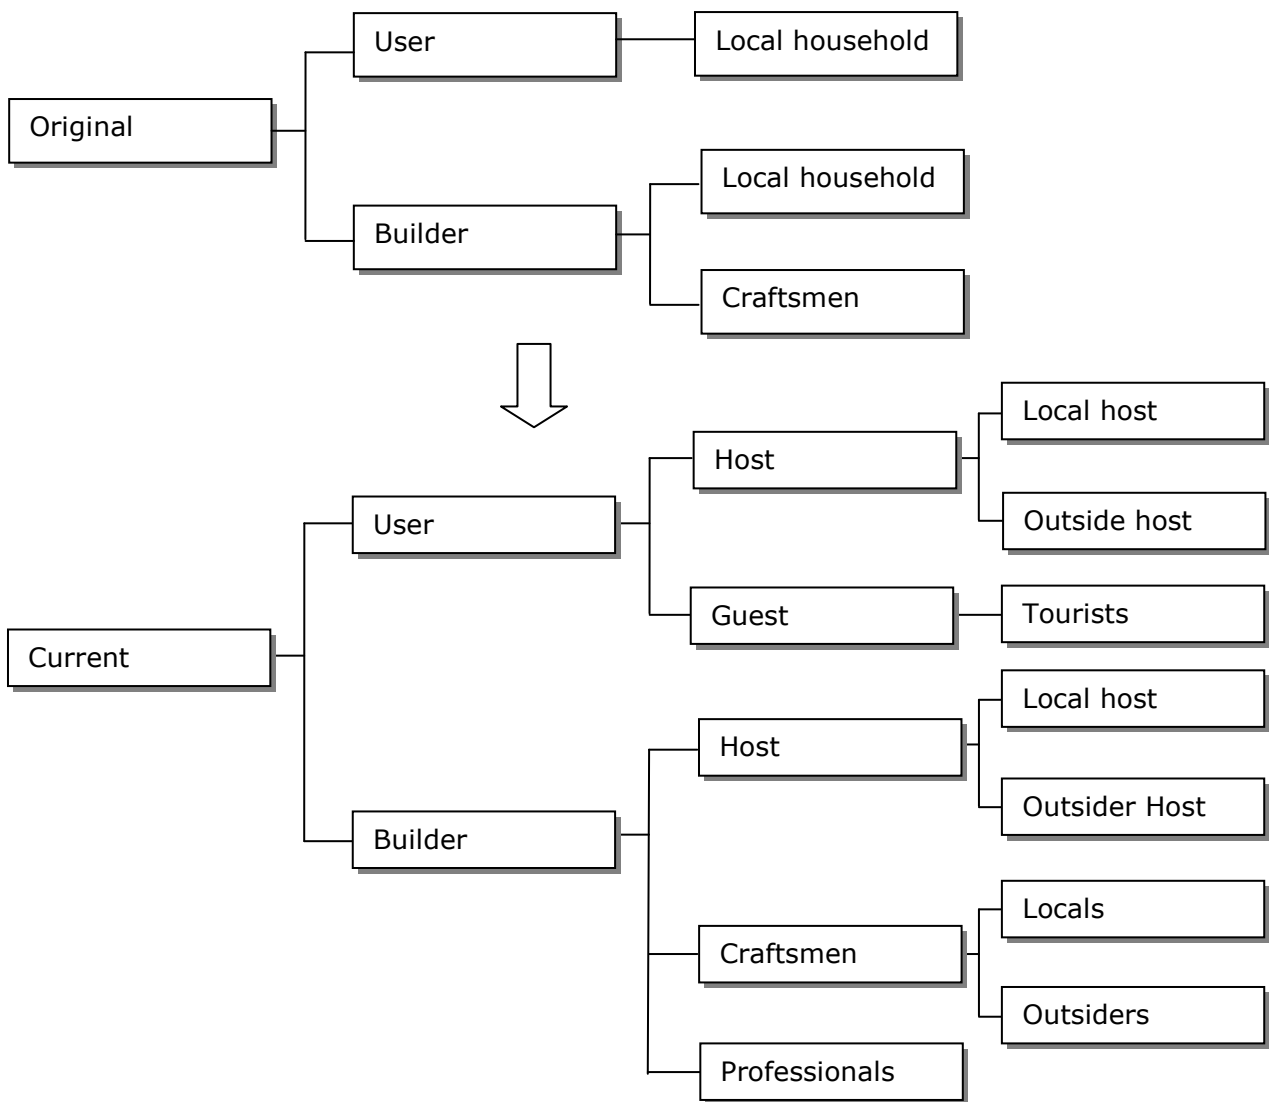 User
Local household
Original
Local household
Builder
Craftsmen
Local host
Host
User
Outside host
Guest
Tourists
Current
Local host
Host
Outsider Host
Builder
Locals
Craftsmen
Outsiders
Professionals